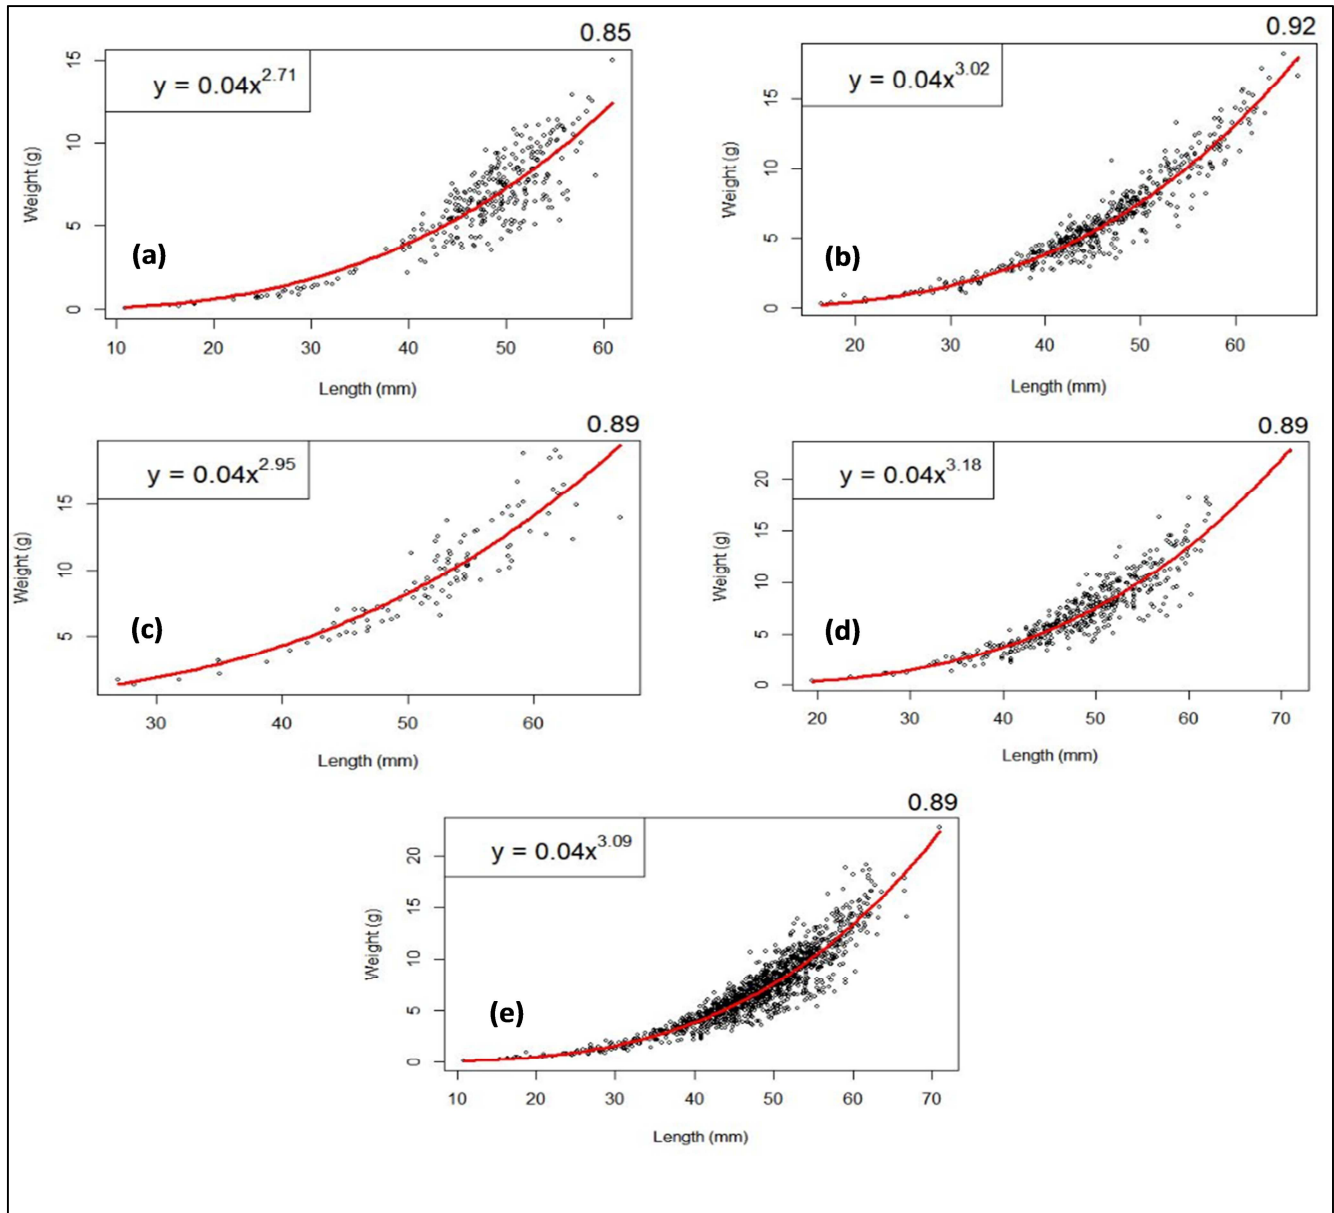 0.85
y = 0.04x^2.71
15
10
5
0
Weight (g)
(a)
10 20 30 40 50 60
Length (mm)
0.92
y = 0.04x^3.02
15
10
5
0
Weight (g)
(b)
20 30 40 50 60
Length (mm)
0.89
y = 0.04x^2.95
15
10
5
Weight (g)
(c)
30 40 50 60
Length (mm)
0.89
y = 0.04x^3.18
20
15
10
5
0
Weight (g)
(d)
20 30 40 50 60 70
Length (mm)
0.89
y = 0.04x^3.09
20
15
10
5
0
Weight (g)
(e)
10 20 30 40 50 60 70
Length (mm)